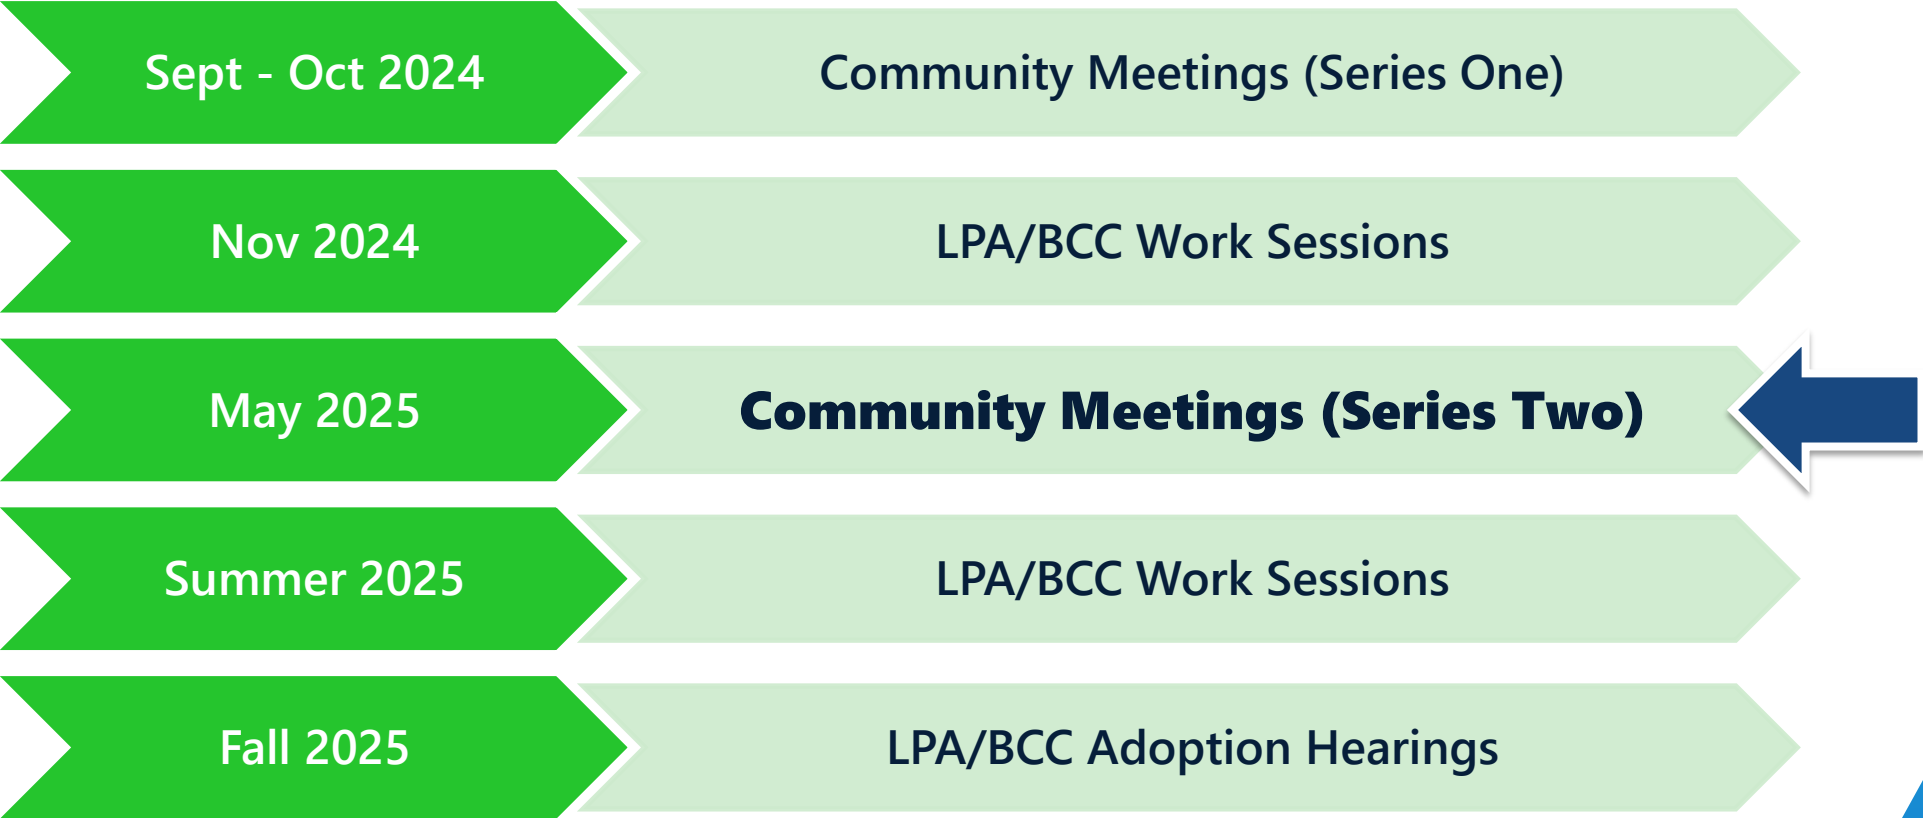 Sept - Oct 2024
Community Meetings (Series One)
Nov 2024
LPA/BCC Work Sessions
May 2025
Community Meetings (Series Two)
Summer 2025
LPA/BCC Work Sessions
Fall 2025
LPA/BCC Adoption Hearings